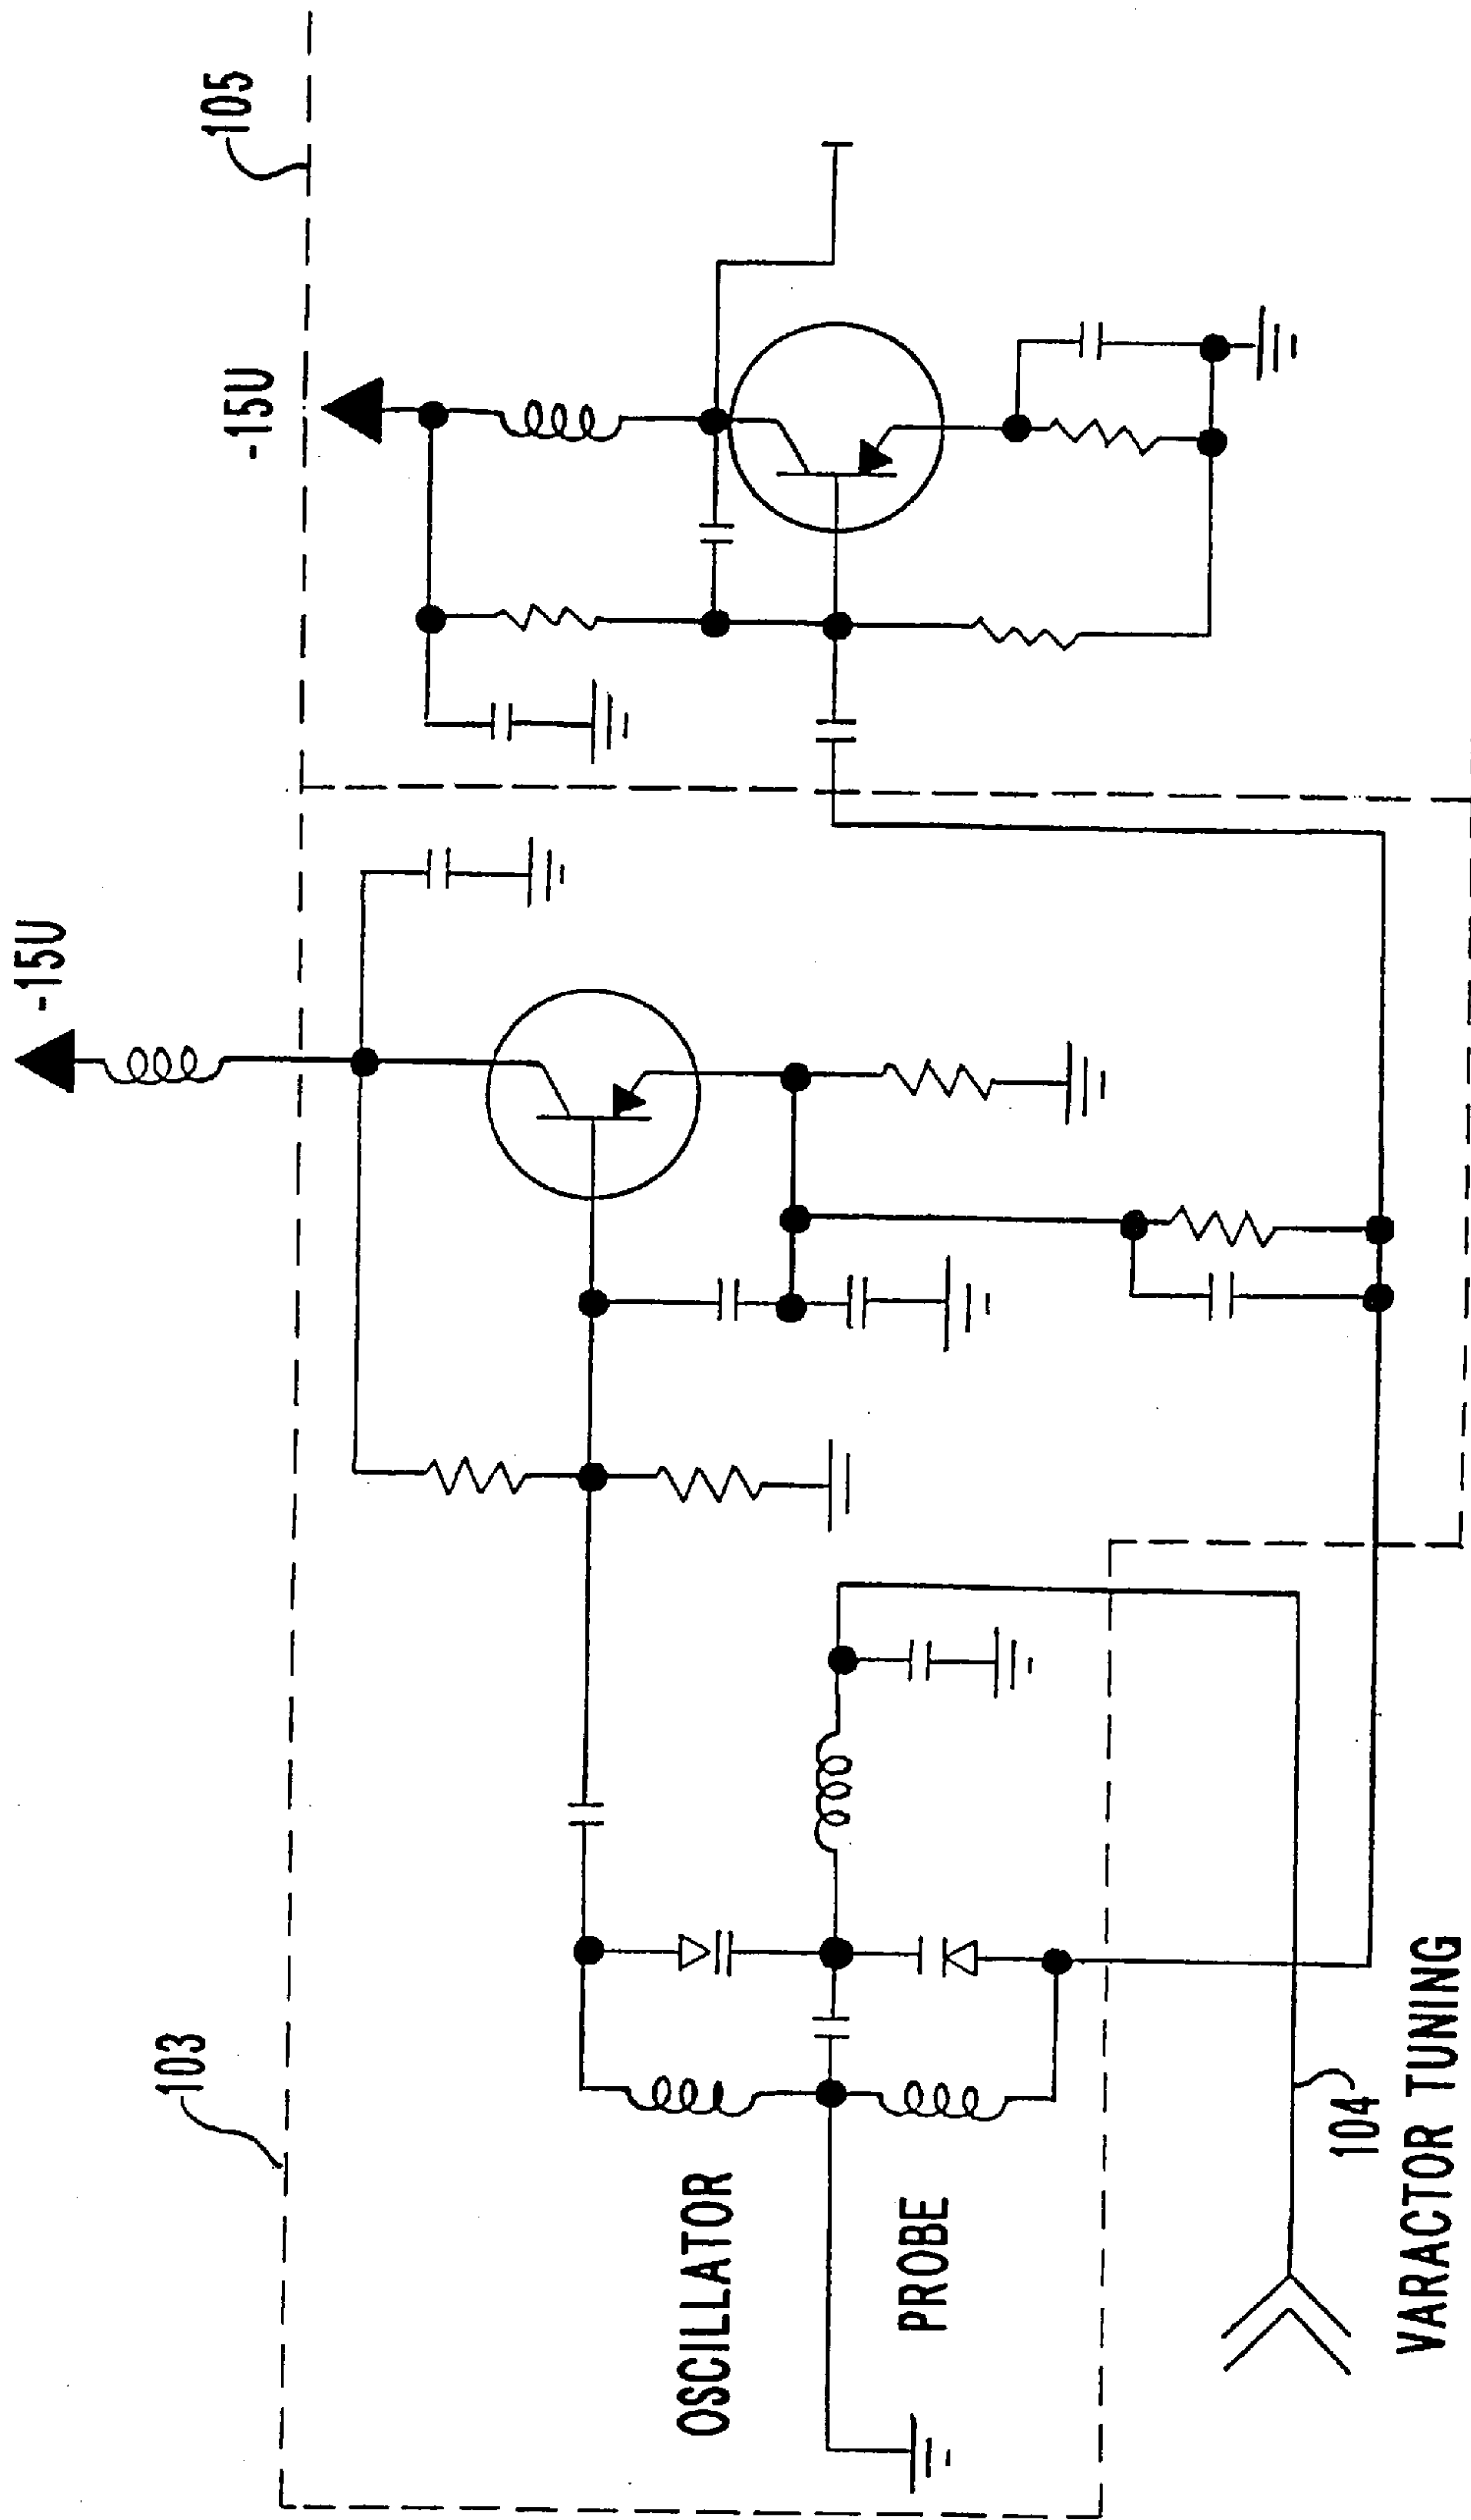 103
-15U
-15U
105
OSCILLATOR
PROBE
104
VARACTOR TUNING